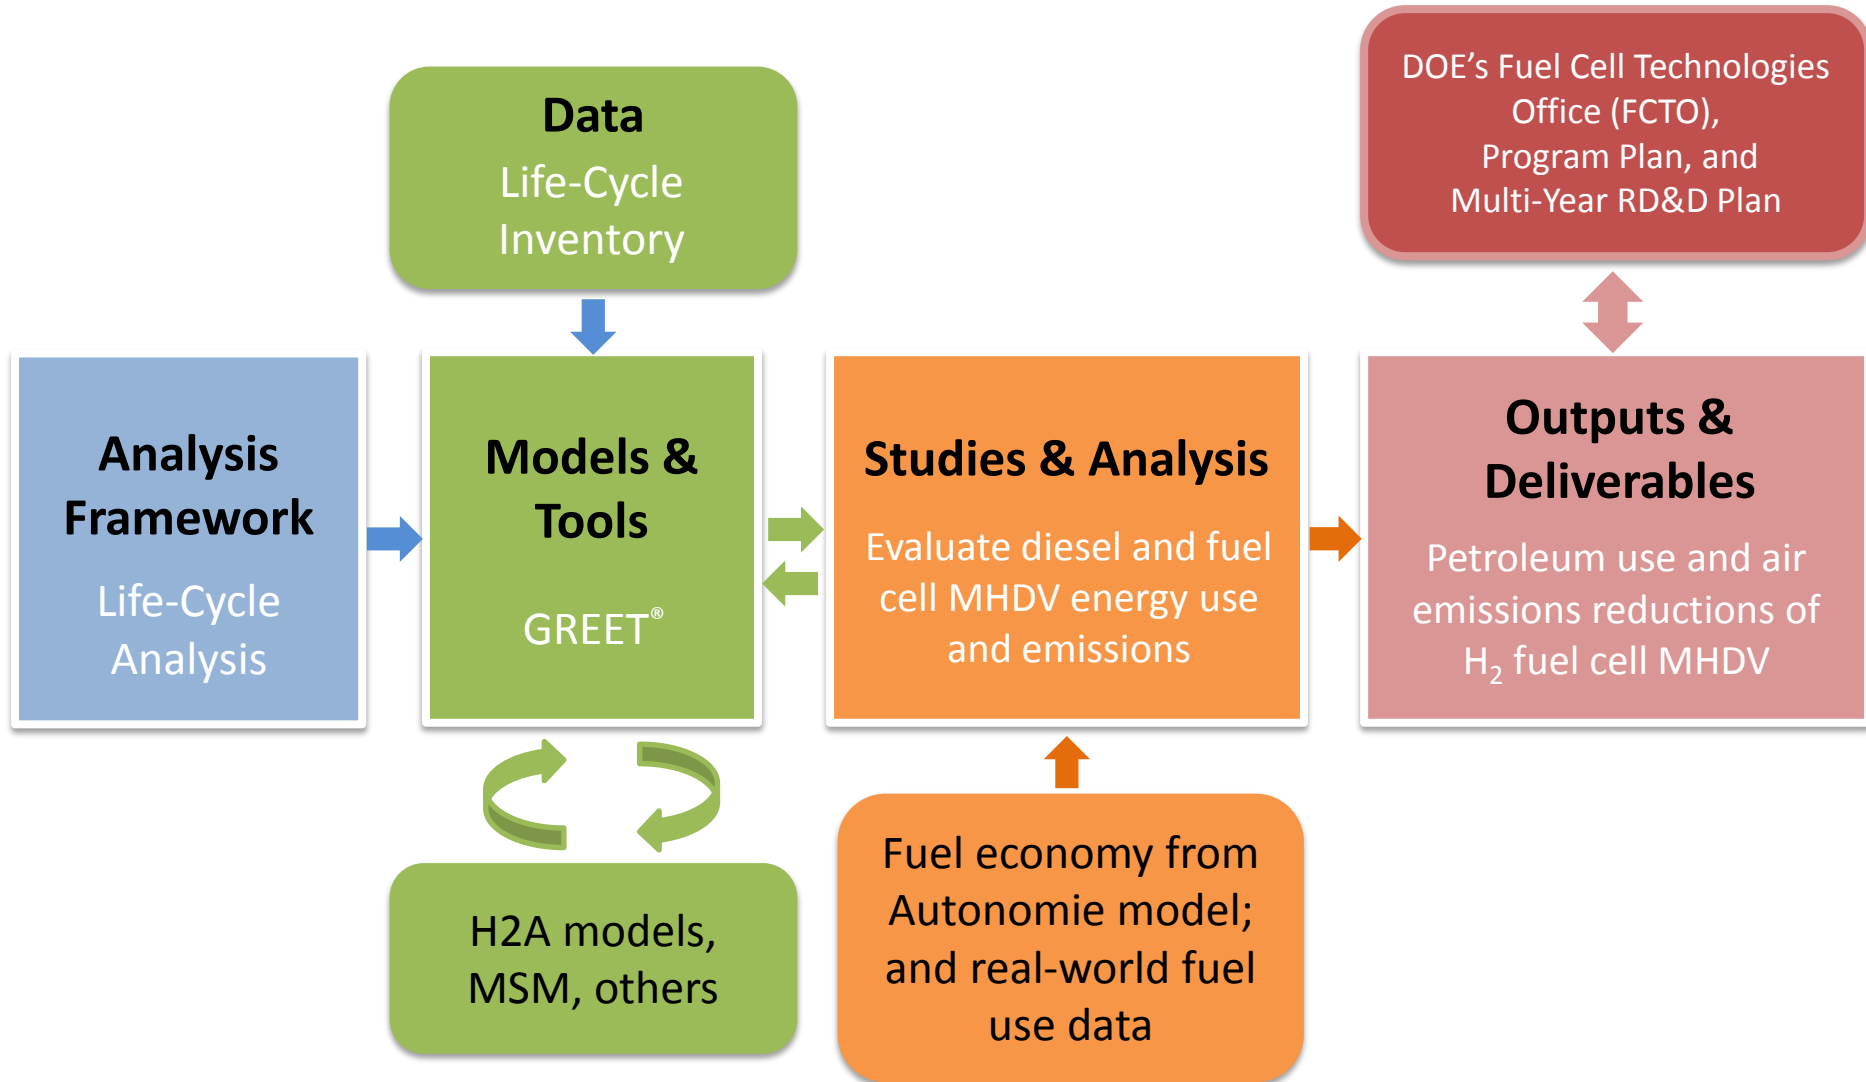 Data
Life-Cycle
Inventory
DOE’s Fuel Cell Technologies
Office (FCTO),
Program Plan, and
Multi-Year RD&D Plan
Analysis
Framework
Life-Cycle
Analysis
Models &
Tools
GREET®
Studies & Analysis
Evaluate diesel and fuel
cell MHDV energy use
and emissions
Outputs &
Deliverables
Petroleum use and air
emissions reductions of
H₂ fuel cell MHDV
H2A models,
MSM, others
Fuel economy from
Autonomie model;
and real-world fuel
use data